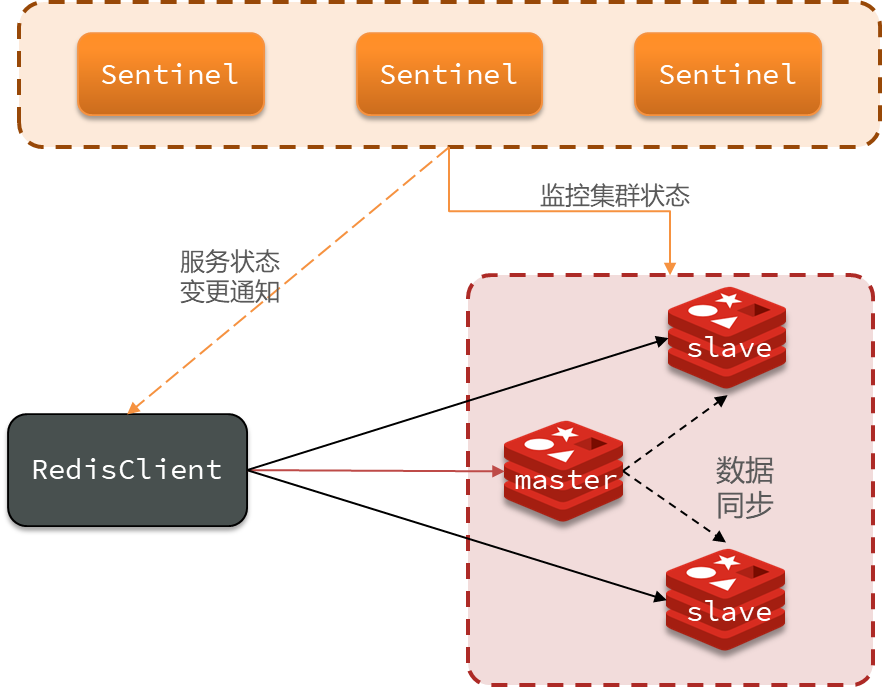 Sentinel
Sentinel
Sentinel
监控集群状态
服务状态
变更通知
slave
RedisClient
master
数据
同步
slave